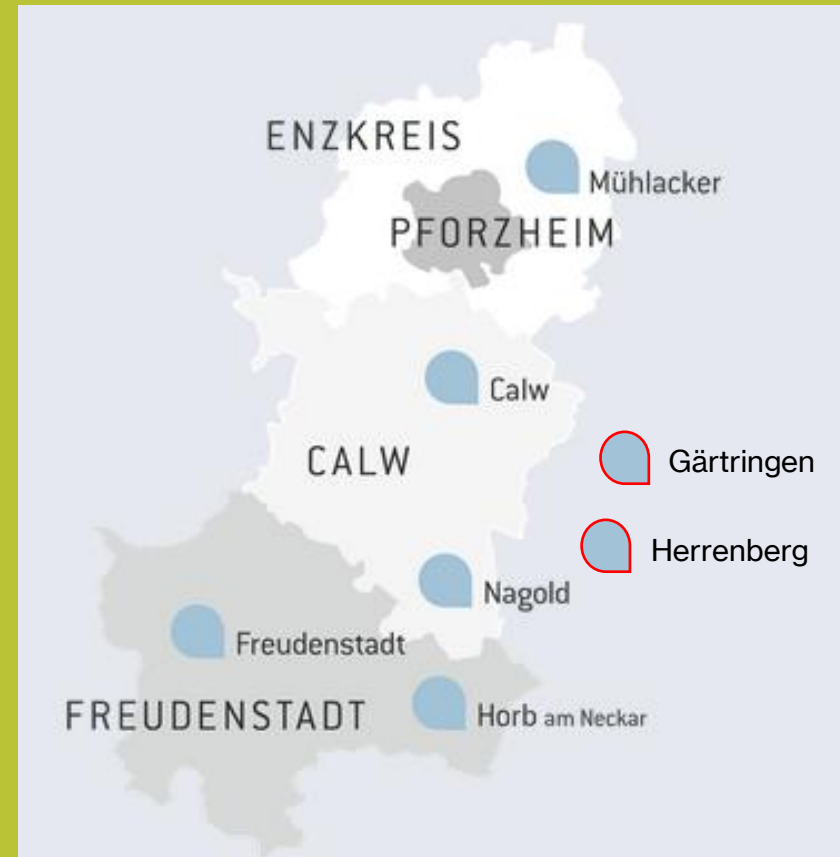 ENZKREIS
Mühlacker
PFORZHEIM
Calw
CALW
Gärtringen
Herrenberg
Nagold
Freudenstadt
FREUDENSTADT
Horb am Neckar